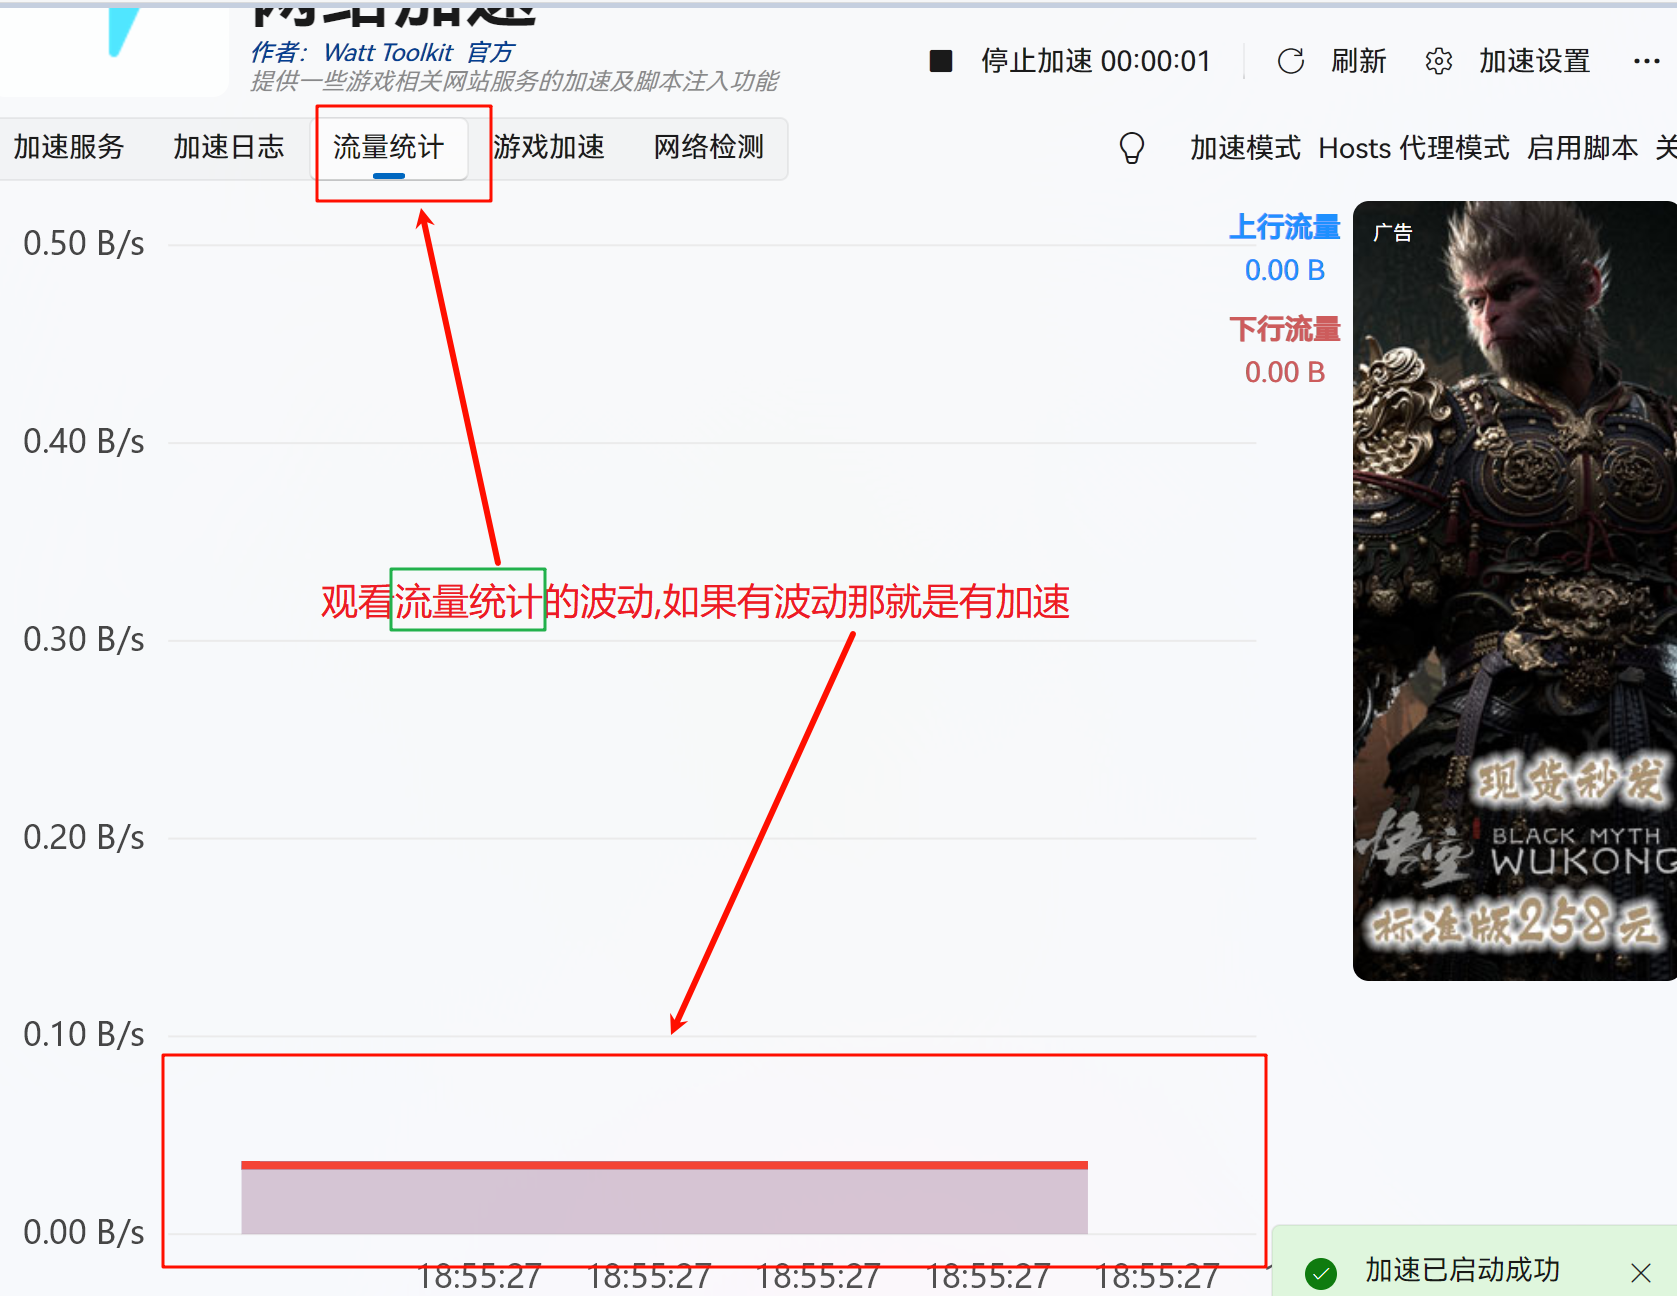 网络加速
作者：Watt Toolkit 官方
提供一些游戏相关网站服务的加速及脚本注入功能
停止加速 00:00:01
刷新
加速设置
加速服务
加速日志
流量统计
游戏加速
网络检测
加速模式 Hosts 代理模式 启用脚本 关
0.50 B/s
上行流量
0.00 B
下行流量
0.00 B
广告
0.40 B/s
观看流量统计的波动,如果有波动那就是有加速
0.30 B/s
0.20 B/s
现货秒发
悟空
BLACK MYTH
WUKONG
标准版258元
0.10 B/s
0.00 B/s
18:55:27 18:55:27 18:55:27 18:55:27 18:55:27
加速已启动成功